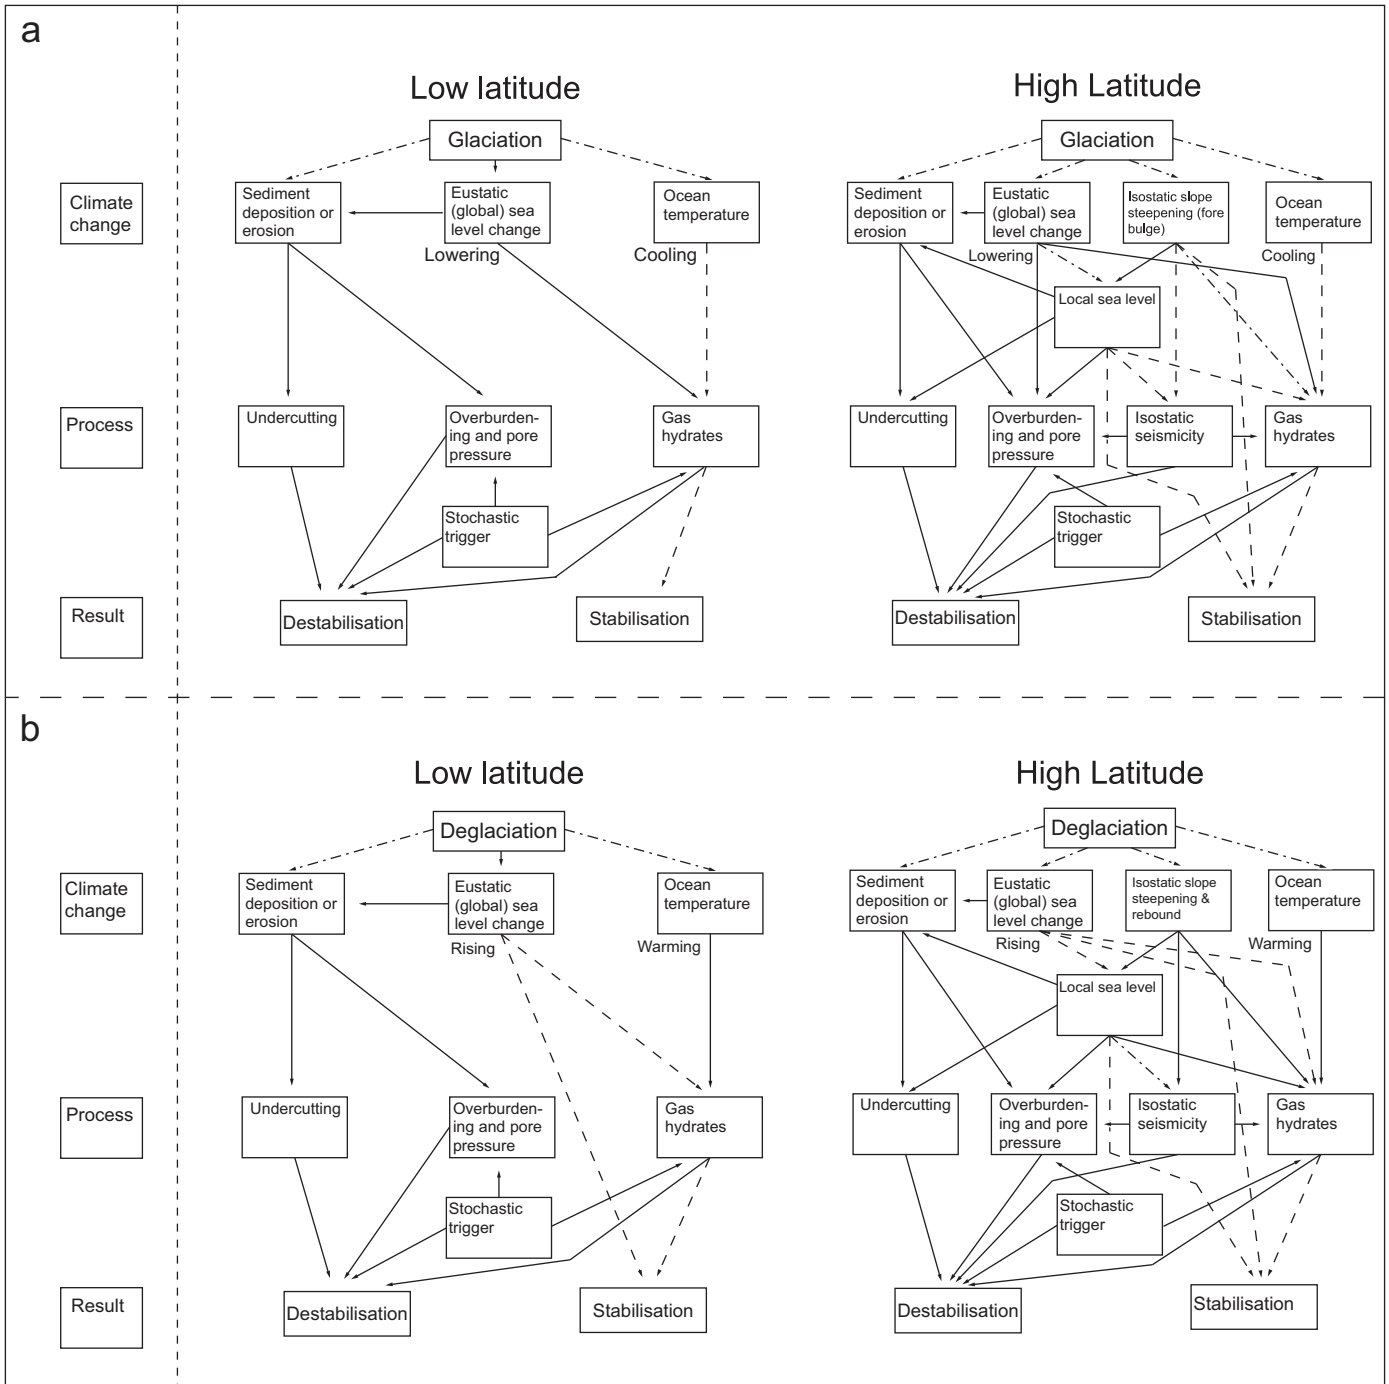 a
Low latitude
High Latitude
Glaciation
Glaciation
Climate
change
Sediment
deposition or
erosion
Eustatic
(global) sea
level change
Ocean
temperature
Lowering
Cooling
Sediment
deposition or
erosion
Eustatic
(global) sea
level change
Isostatic slope
steepening (fore
bulge)
Ocean
temperature
Lowering
Cooling
Local sea level
Process
Undercutting
Overburden-
ing and pore
pressure
Gas
hydrates
Stochastic
trigger
Undercutting
Overburden-
ing and pore
pressure
Isostatic
seismicity
Gas
hydrates
Stochastic
trigger
Result
Destabilisation
Stabilisation
Destabilisation
Stabilisation
b
Low latitude
High Latitude
Deglaciation
Deglaciation
Climate
change
Sediment
deposition or
erosion
Eustatic
(global) sea
level change
Ocean
temperature
Rising
Warming
Sediment
deposition or
erosion
Eustatic
(global) sea
level change
Isostatic slope
steepening &
rebound
Ocean
temperature
Rising
Warming
Local sea level
Process
Undercutting
Overburden-
ing and pore
pressure
Gas
hydrates
Stochastic
trigger
Undercutting
Overburden-
ing and pore
pressure
Isostatic
seismicity
Gas
hydrates
Stochastic
trigger
Result
Destabilisation
Stabilisation
Destabilisation
Stabilisation